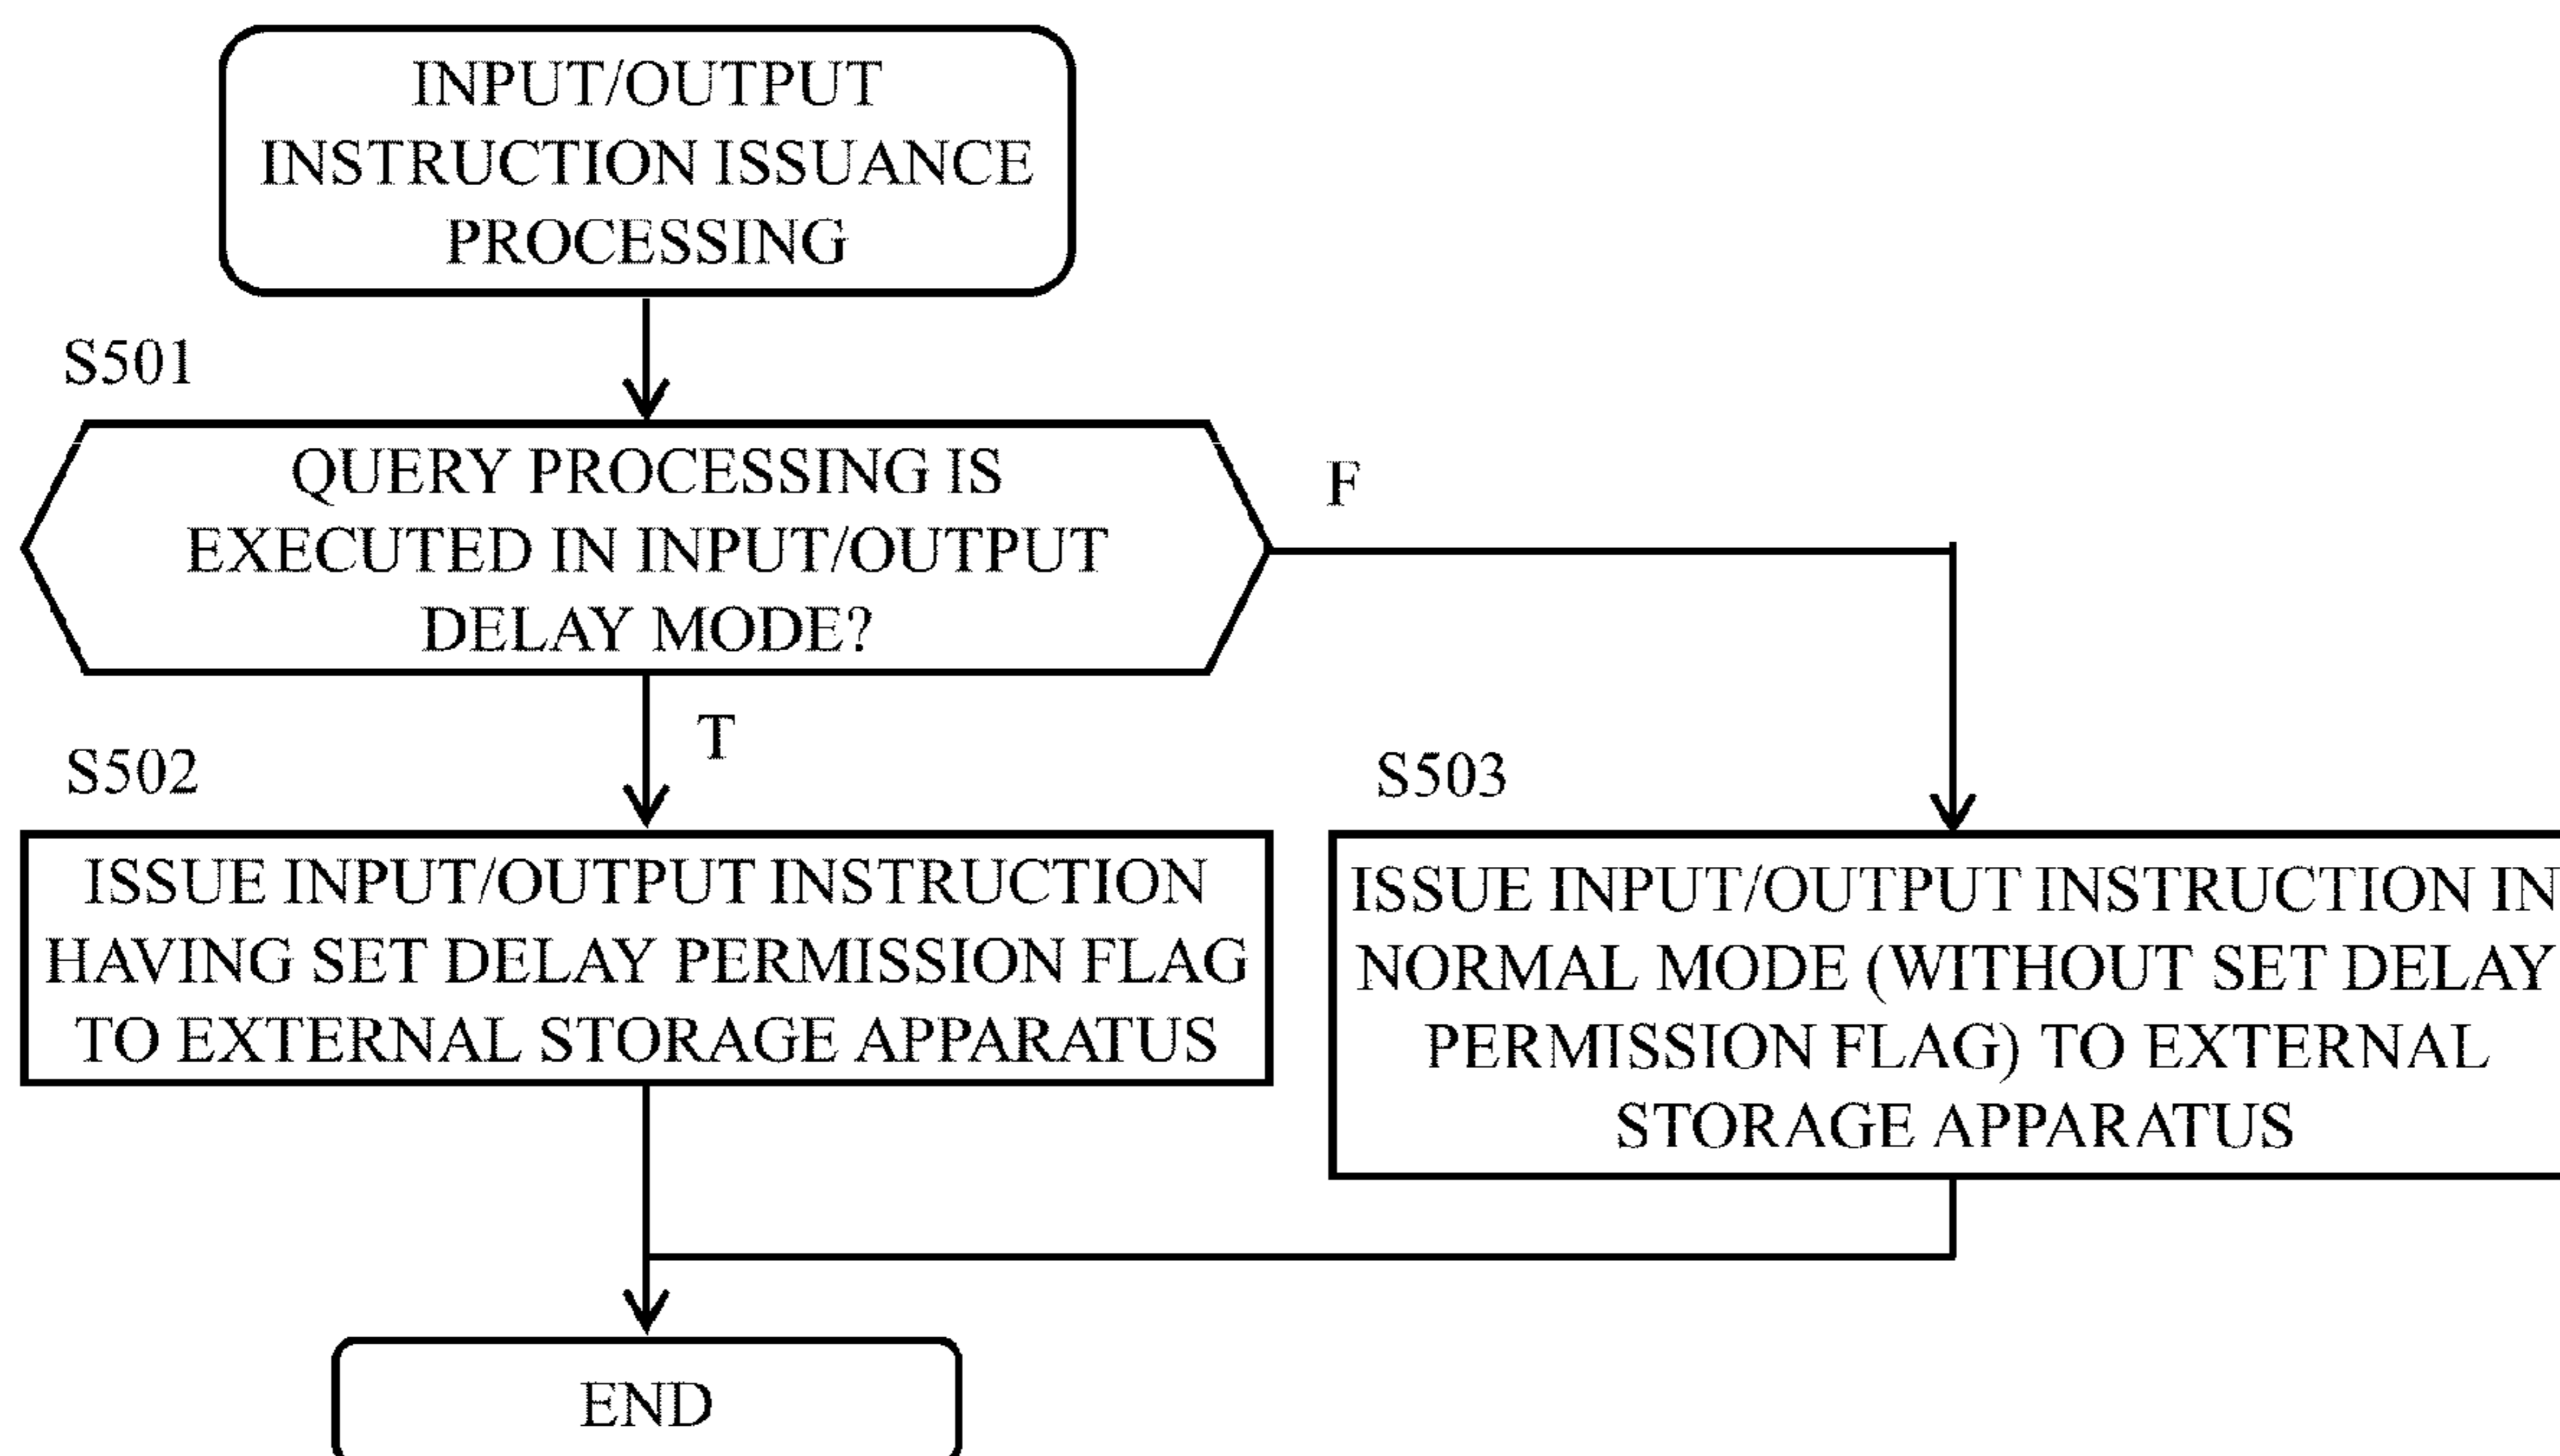 INPUT/OUTPUT
INSTRUCTION ISSUANCE
PROCESSING
S501
QUERY PROCESSING IS
EXECUTED IN INPUT/OUTPUT
DELAY MODE?
F
T
S502
ISSUE INPUT/OUTPUT INSTRUCTION
HAVING SET DELAY PERMISSION FLAG
TO EXTERNAL STORAGE APPARATUS
S503
ISSUE INPUT/OUTPUT INSTRUCTION IN
NORMAL MODE (WITHOUT SET DELAY
PERMISSION FLAG) TO EXTERNAL
STORAGE APPARATUS
END